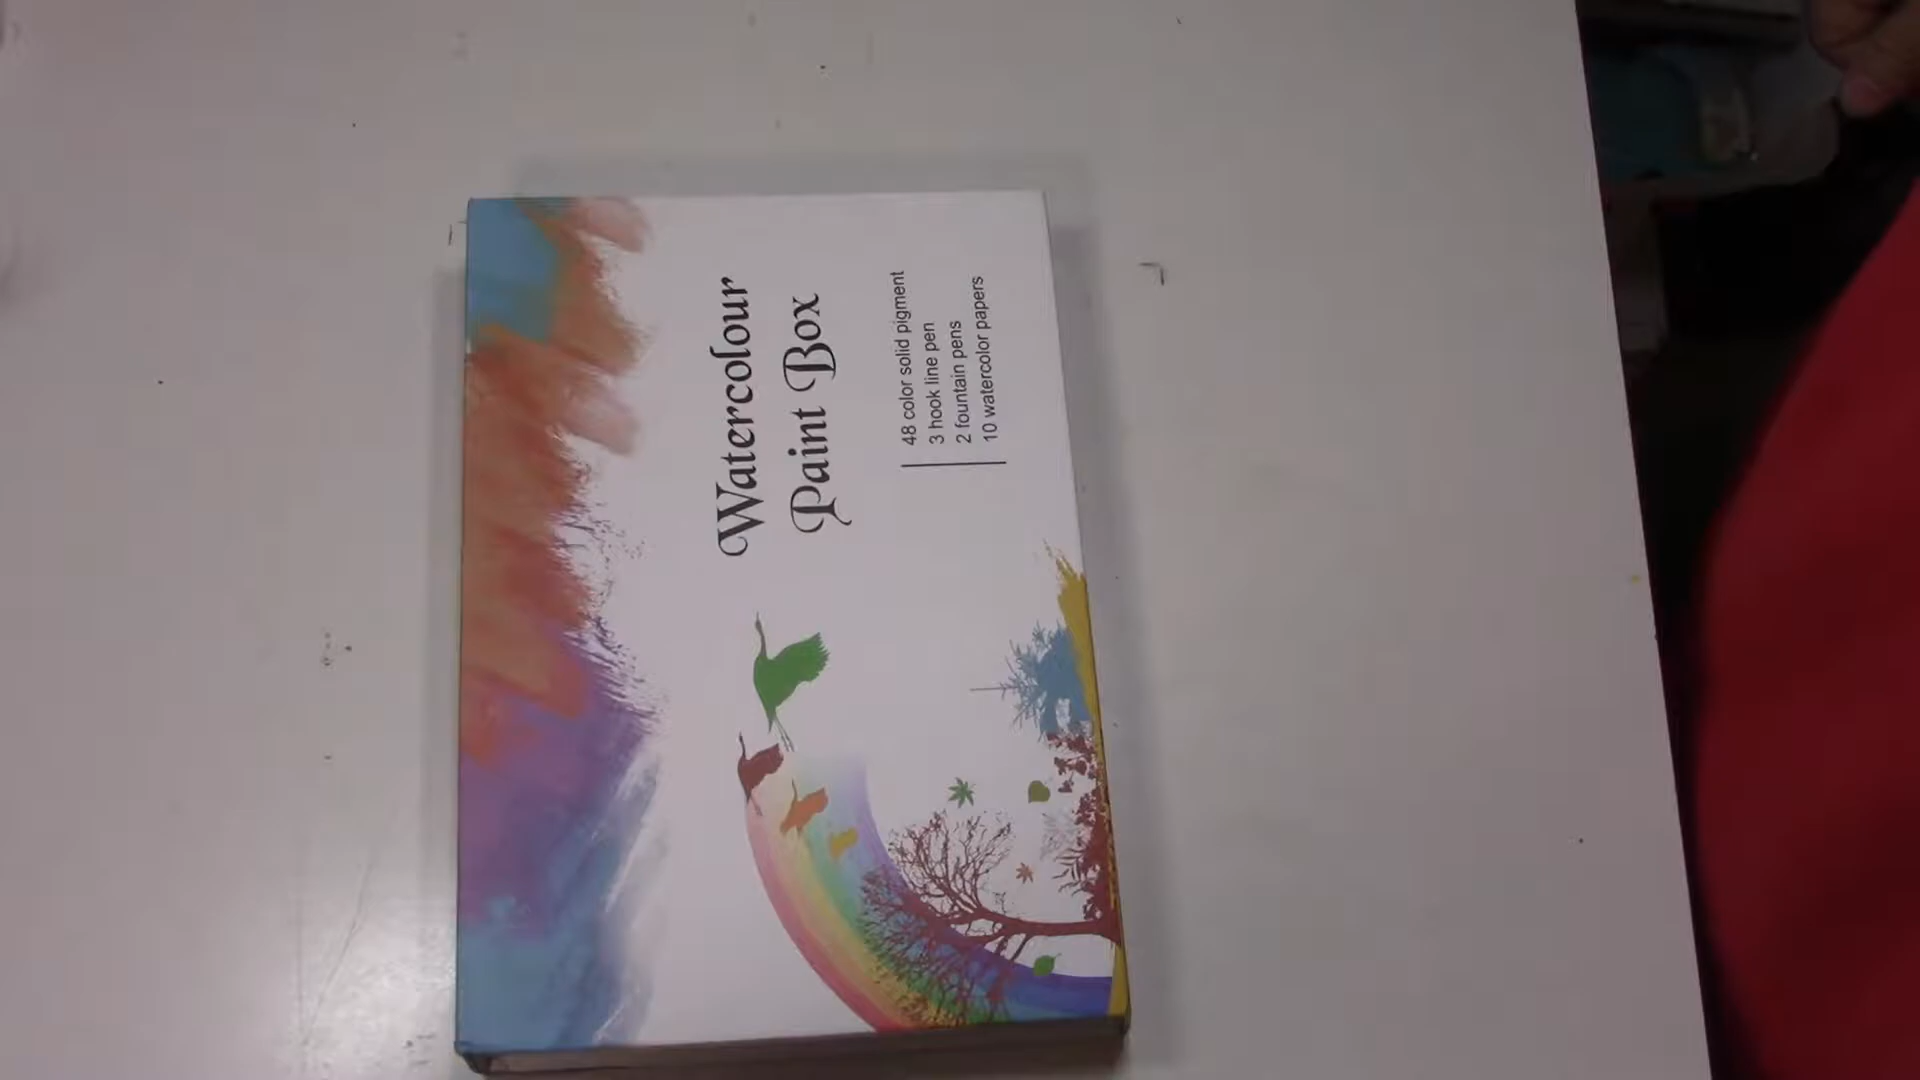 Watercolour
Paint Box
48 color solid pigment
3 hook line pen
2 fountain pens
10 watercolor papers